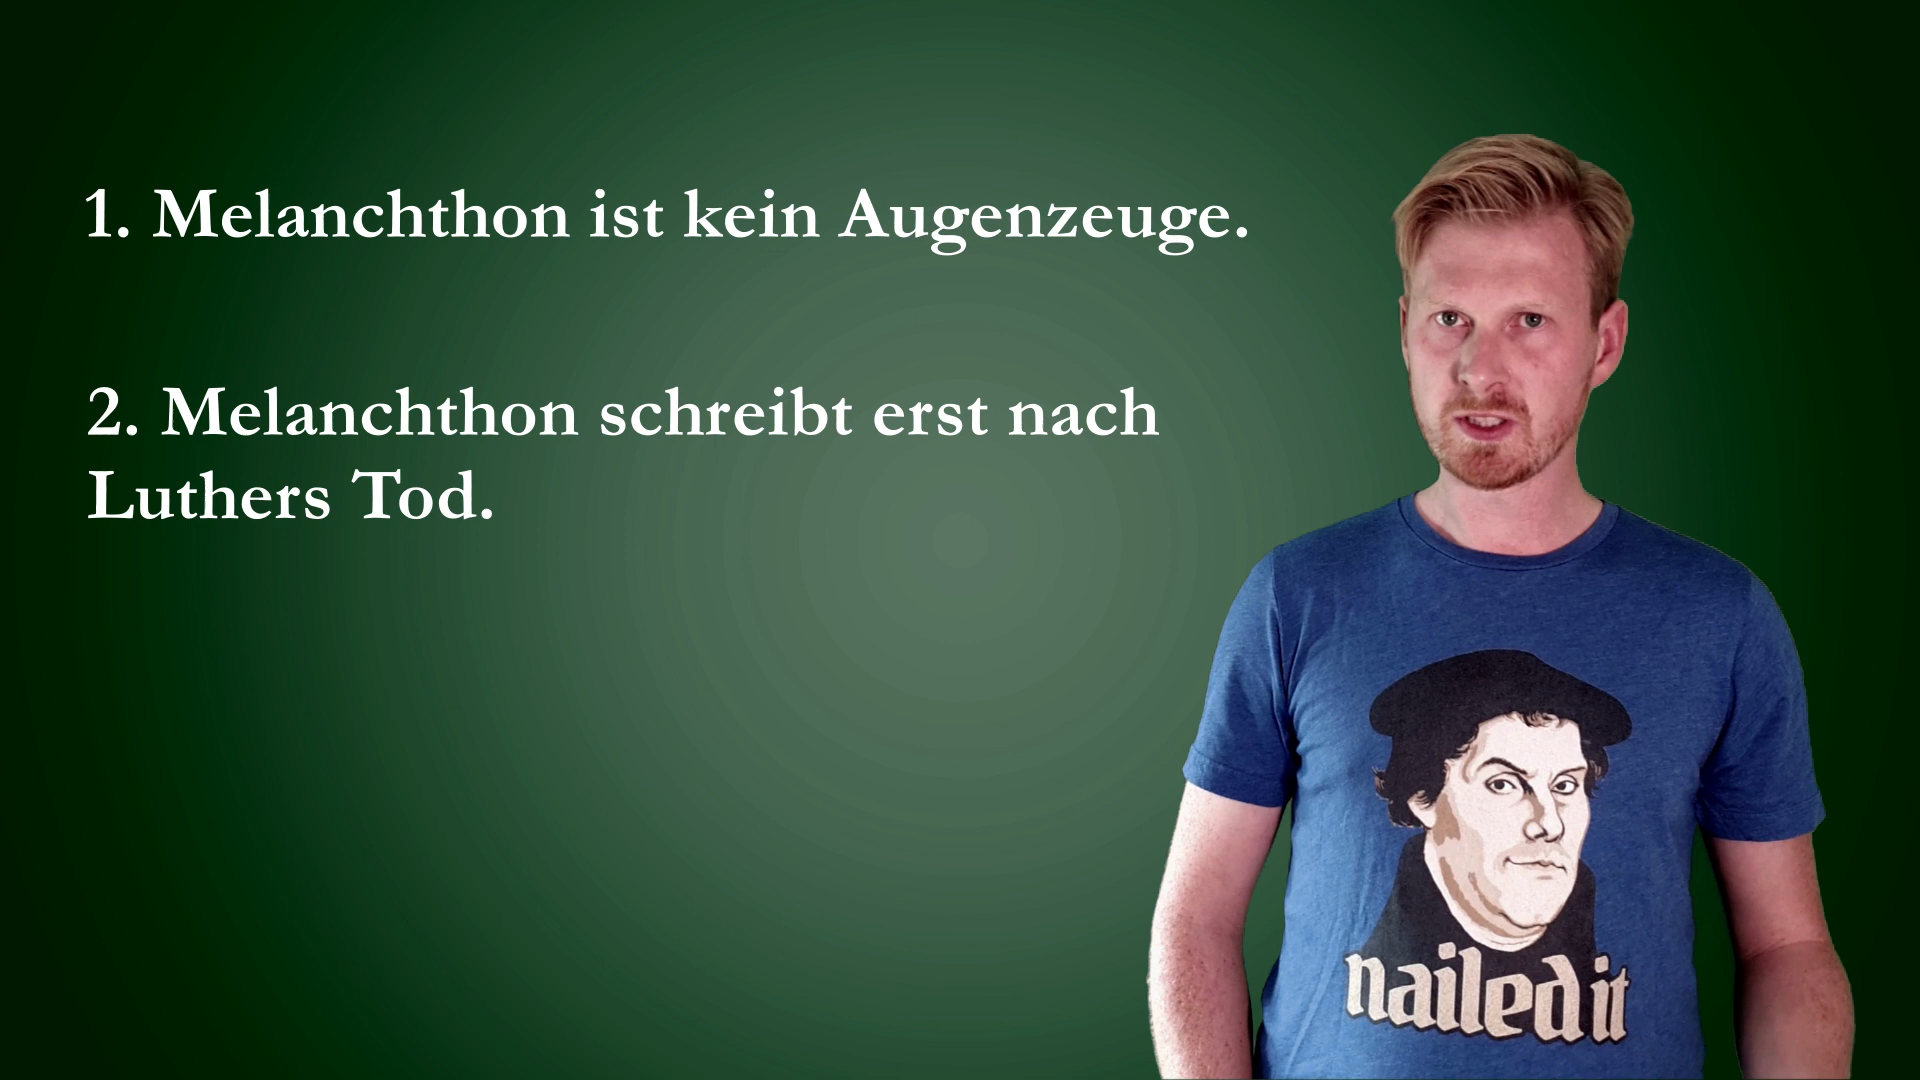 1. Melanchthon ist kein Augenzeuge.
2. Melanchthon schreibt erst nach
Luthers Tod.
nailed it